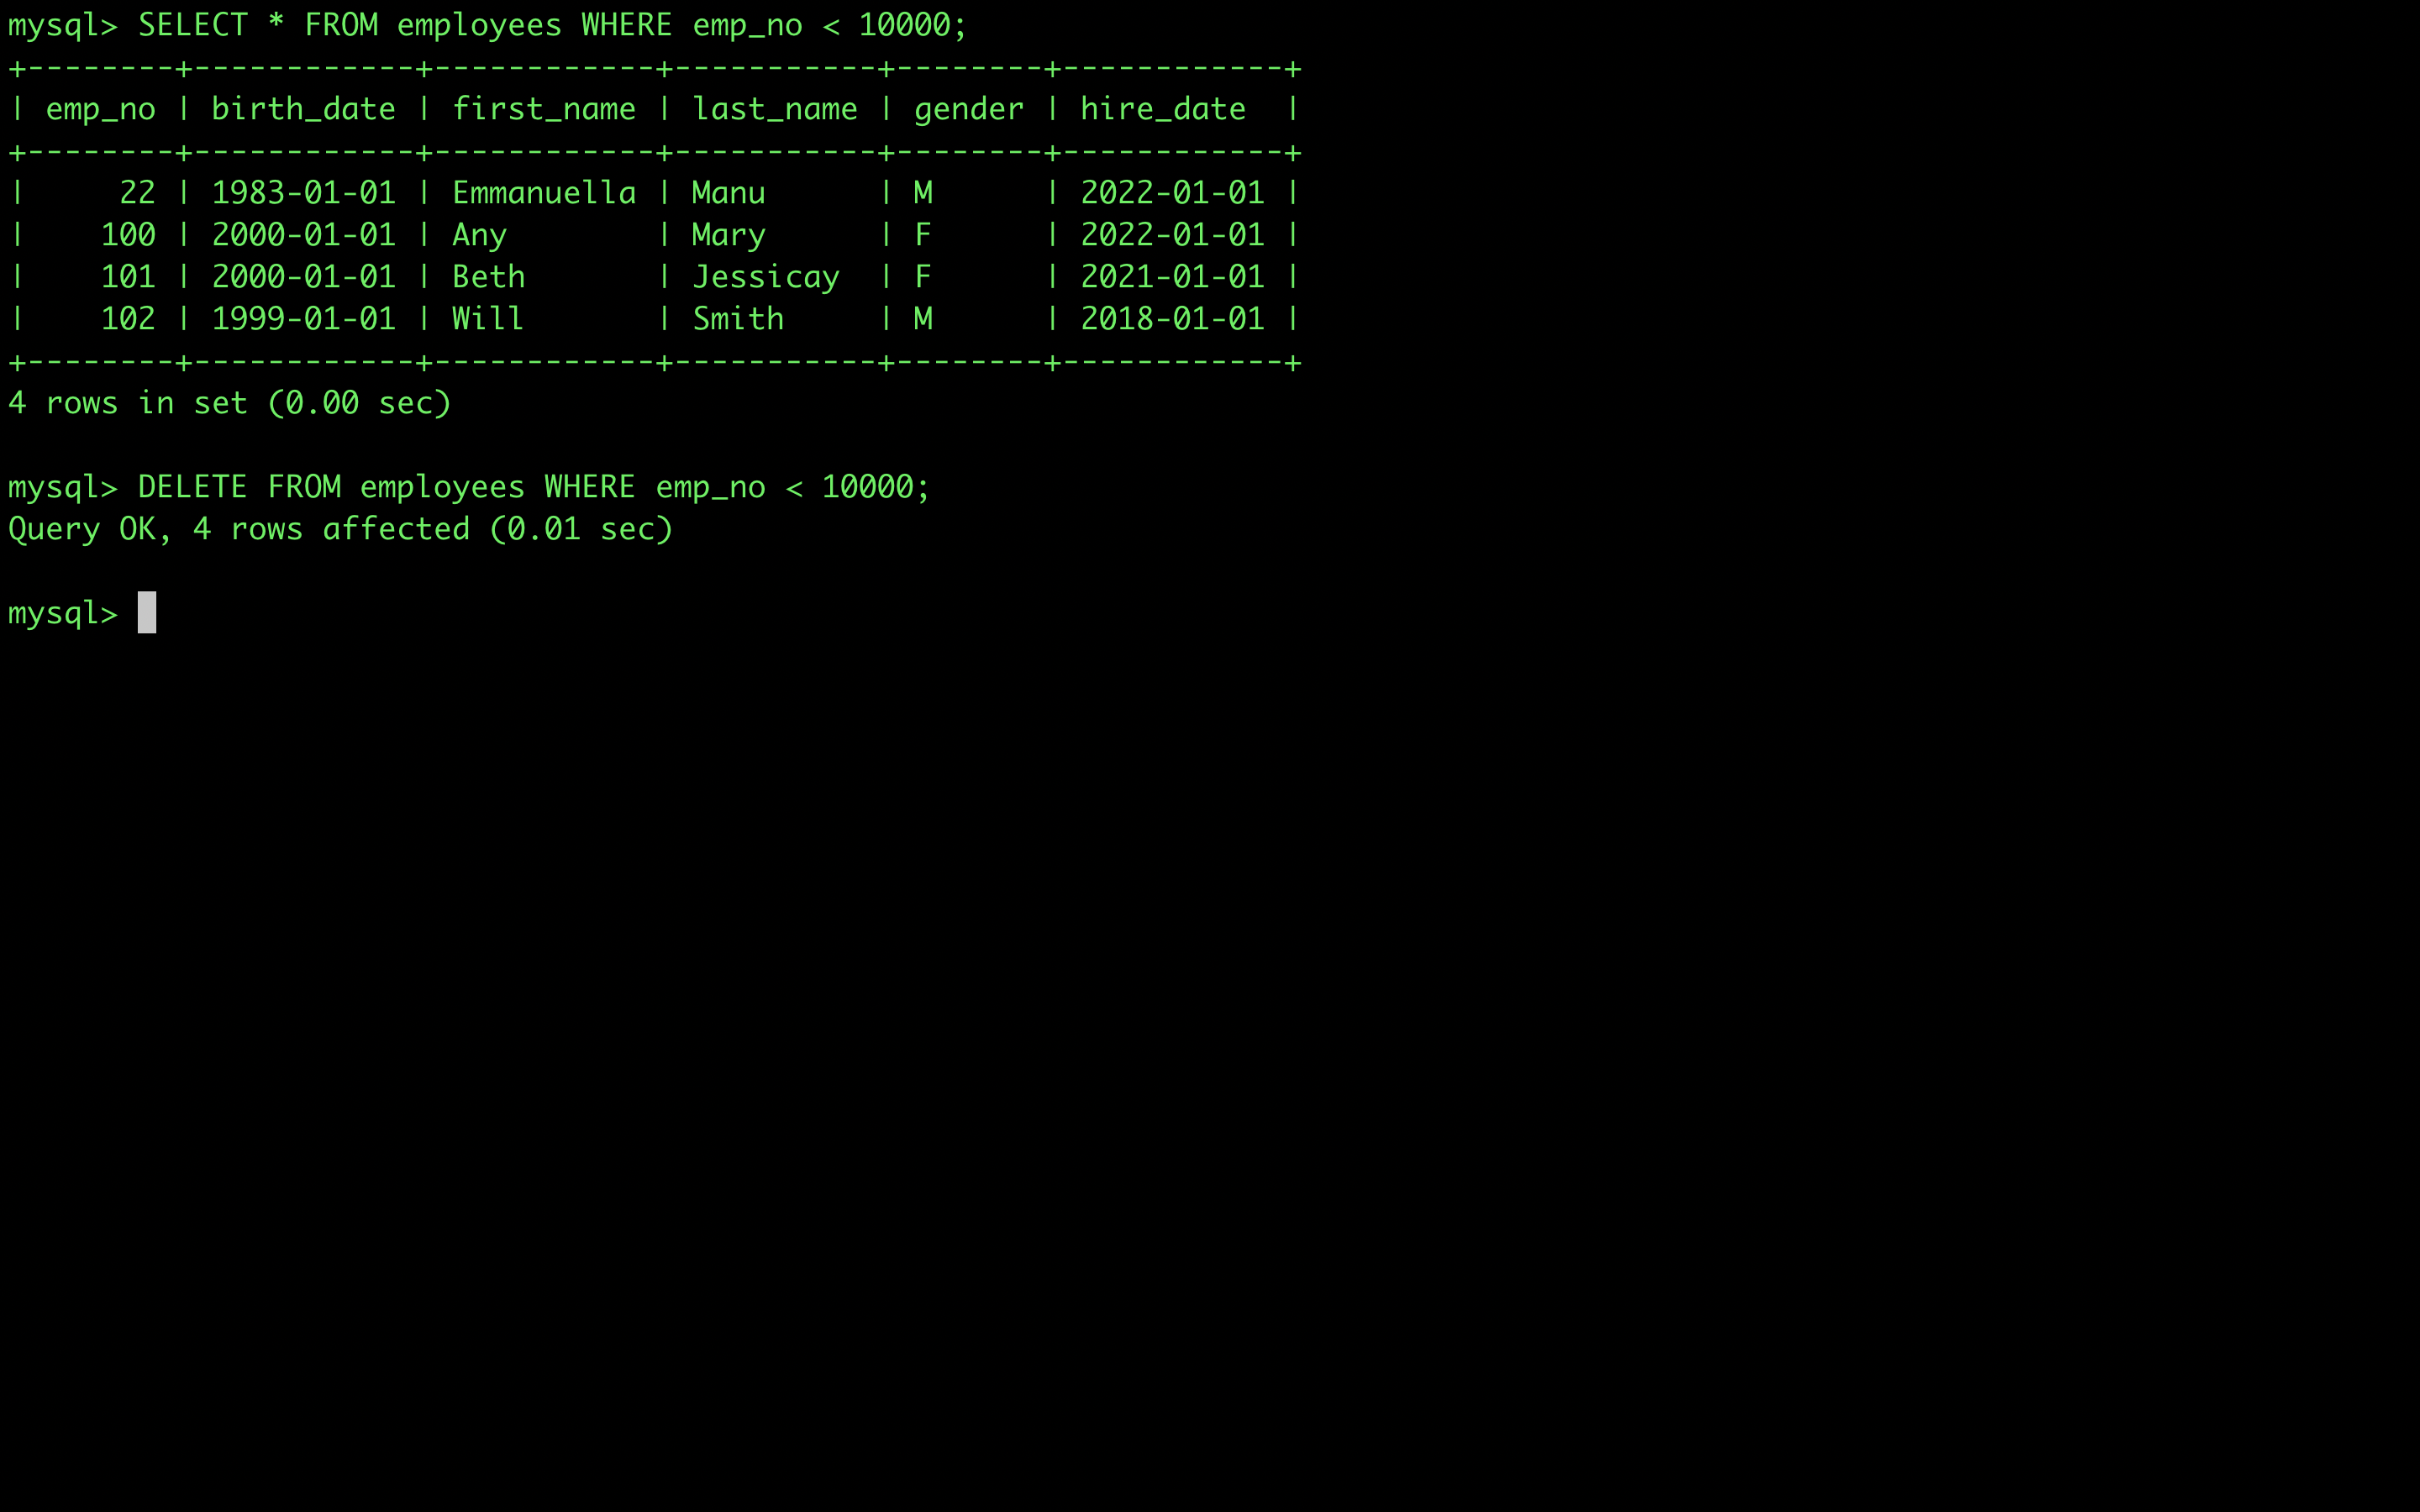 mysql> SELECT * FROM employees WHERE emp_no < 10000;
+--------+------------+------------+-----------+--------+------------+
| emp_no | birth_date | first_name | last_name | gender | hire_date  |
+--------+------------+------------+-----------+--------+------------+
|     22 | 1983-01-01 | Emmanuella | Manu      | M      | 2022-01-01 |
|    100 | 2000-01-01 | Any        | Mary      | F      | 2022-01-01 |
|    101 | 2000-01-01 | Beth       | Jessicay  | F      | 2021-01-01 |
|    102 | 1999-01-01 | Will       | Smith     | M      | 2018-01-01 |
+--------+------------+------------+-----------+--------+------------+
4 rows in set (0.00 sec)

mysql> DELETE FROM employees WHERE emp_no < 10000;
Query OK, 4 rows affected (0.01 sec)

mysql>